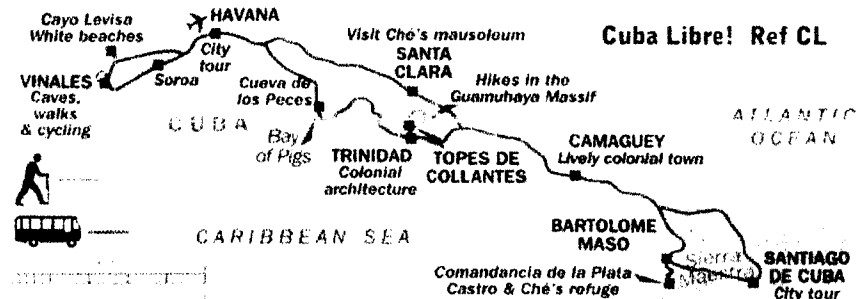 Cayo Levisa
White beaches
HAVANA
City
tour
Visit Ché's mausoleum
SANTA
CLARA
Cuba Libre! Ref CL
VINALES
Caves,
walks
& cycling
Soroa
Cueva de
los Peces
Hikes in the
Guamuhaya Massif
CUBA
Bay
of Pigs
ATLANTIC
OCEAN
TRINIDAD
Colonial
architecture
TOPES DE
COLLANTES
CAMAGUEY
Lively colonial town
CARIBBEAN SEA
BARTOLOME
MASO
Sierra
Maestra
Comandancia de la Plata
Castro & Ché's refuge
SANTIAGO
DE CUBA
City tour